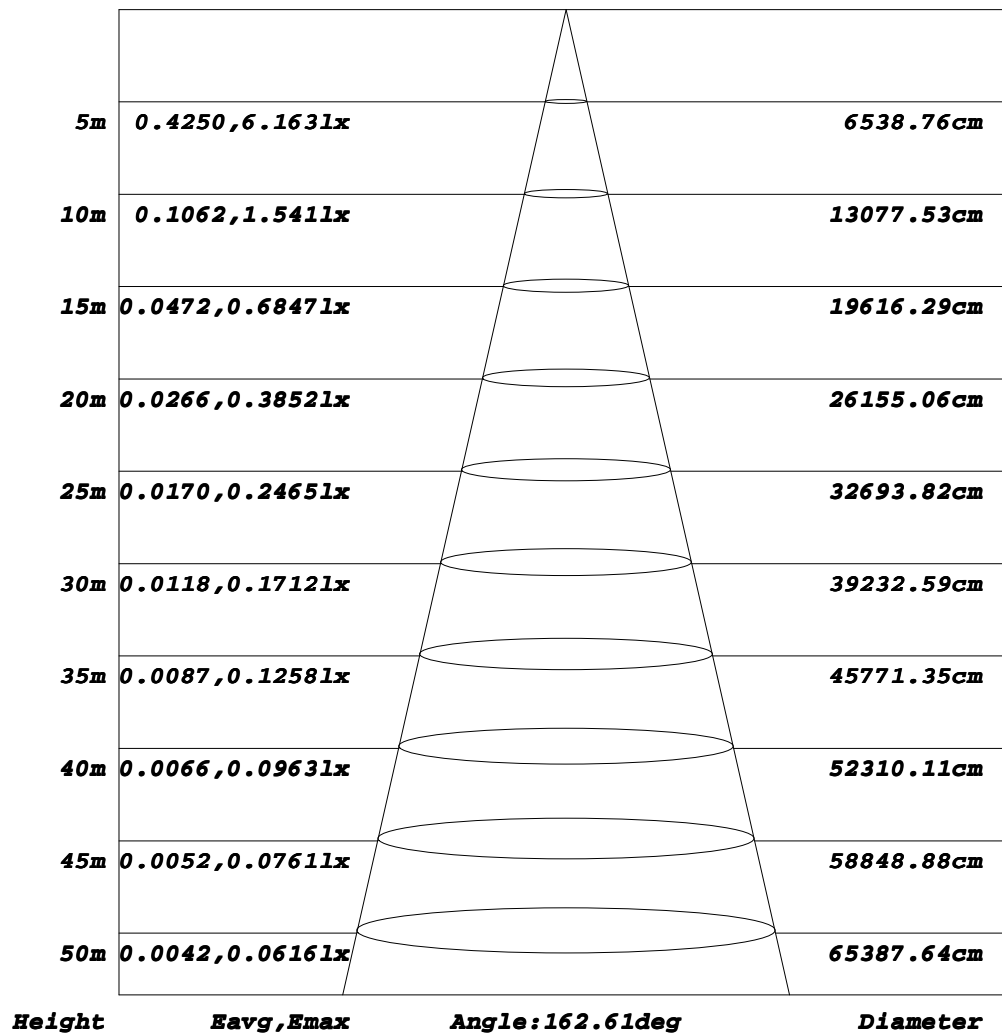 5m 0.4250,6.163lx 6538.76cm
10m 0.1062,1.541lx 13077.53cm
15m 0.0472,0.6847lx 19616.29cm
20m 0.0266,0.3852lx 26155.06cm
25m 0.0170,0.2465lx 32693.82cm
30m 0.0118,0.1712lx 39232.59cm
35m 0.0087,0.1258lx 45771.35cm
40m 0.0066,0.0963lx 52310.11cm
45m 0.0052,0.0761lx 58848.88cm
50m 0.0042,0.0616lx 65387.64cm
Height Eavg,Emax Angle:162.61deg Diameter